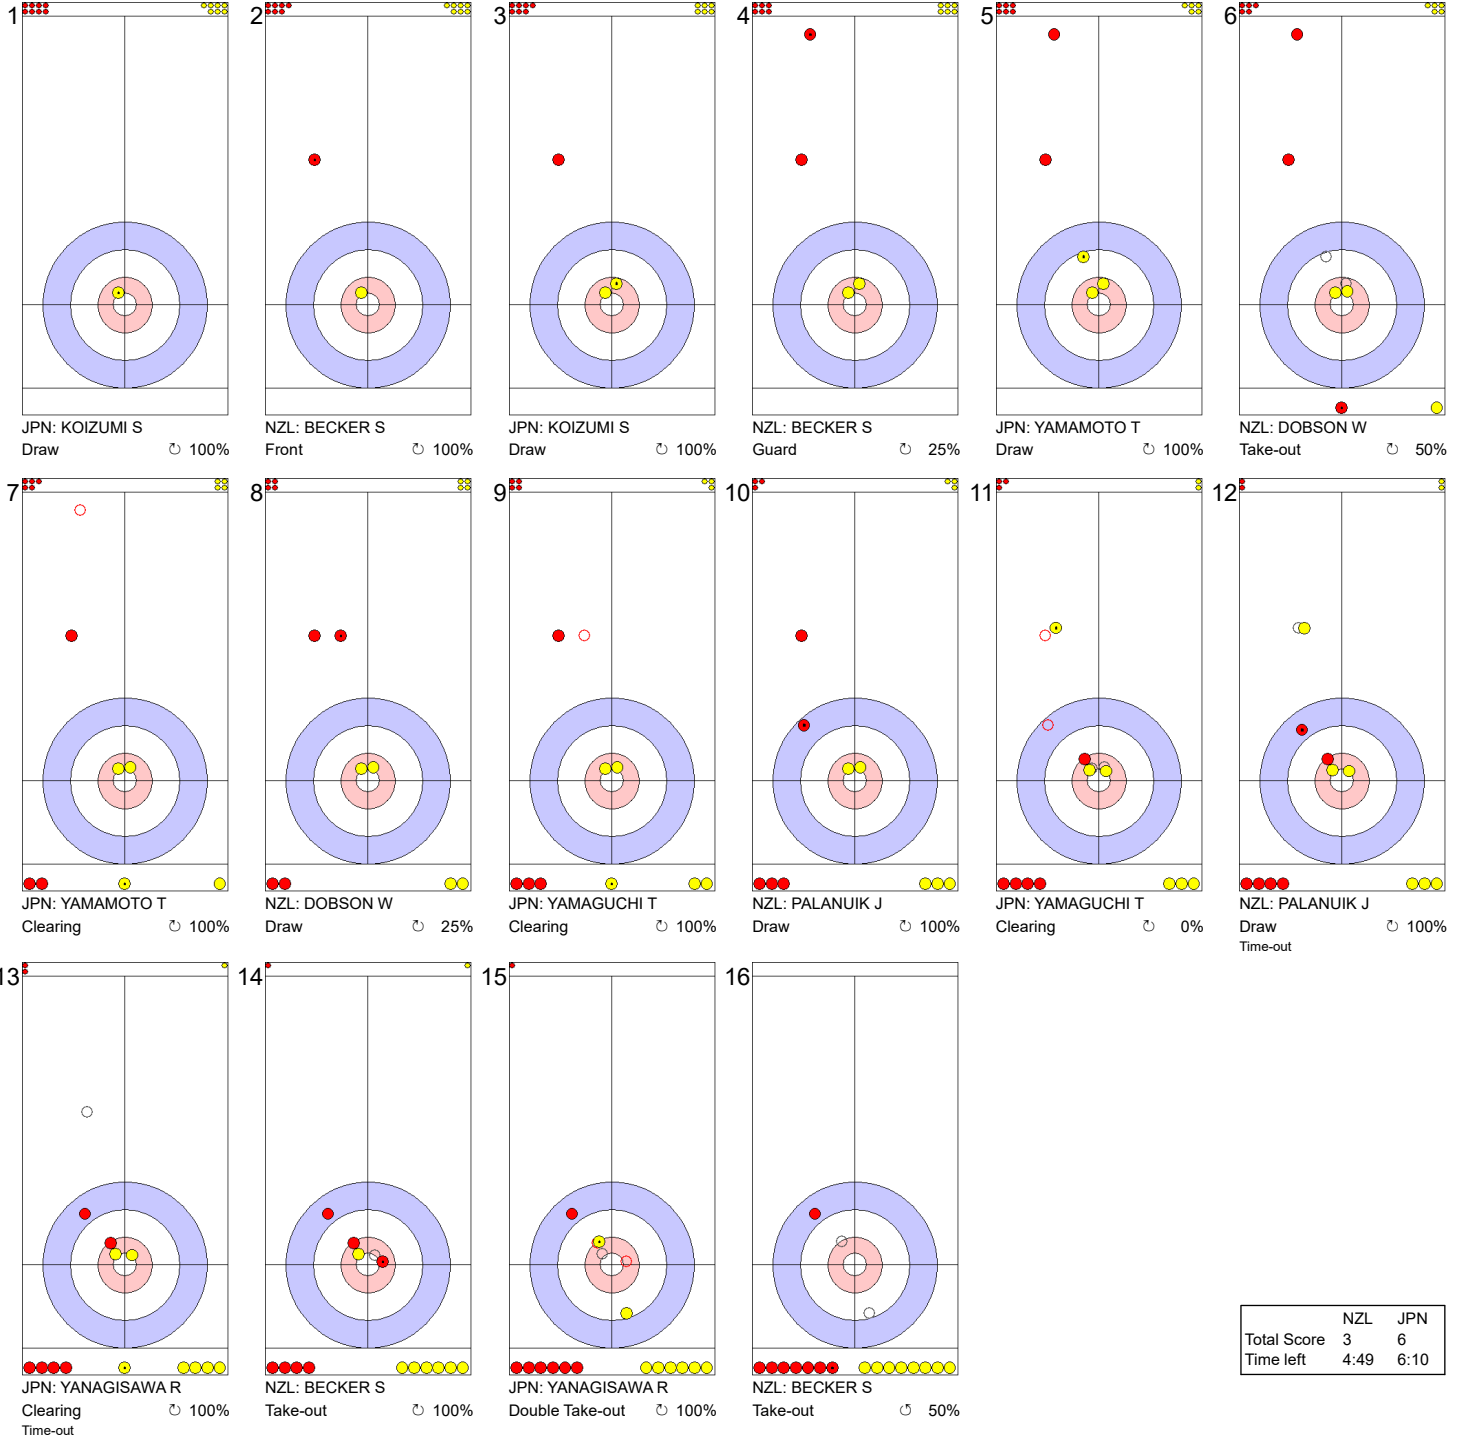 1 2 3 4 5 6
JPN: KOIZUMI S NZL: BECKER S JPN: KOIZUMI S NZL: BECKER S JPN: YAMAMOTO T NZL: DOBSON W
Draw ↻ 100% Front ↻ 100% Draw ↻ 100% Guard ↻ 25% Draw ↻ 100% Take-out ↻ 50%
7 8 9 10 11 12
JPN: YAMAMOTO T NZL: DOBSON W JPN: YAMAGUCHI T NZL: PALANUIK J JPN: YAMAGUCHI T NZL: PALANUIK J
Clearing ↻ 100% Draw ↻ 25% Clearing ↻ 100% Draw ↻ 100% Clearing ↻ 0% Draw ↻ 100%
Time-out
13 14 15 16
JPN: YANAGISAWA R NZL: BECKER S JPN: YANAGISAWA R NZL: BECKER S
Clearing ↻ 100% Take-out ↻ 100% Double Take-out ↻ 100% Take-out ↺ 50%
Time-out
NZL JPN
Total Score 3 6
Time left 4:49 6:10